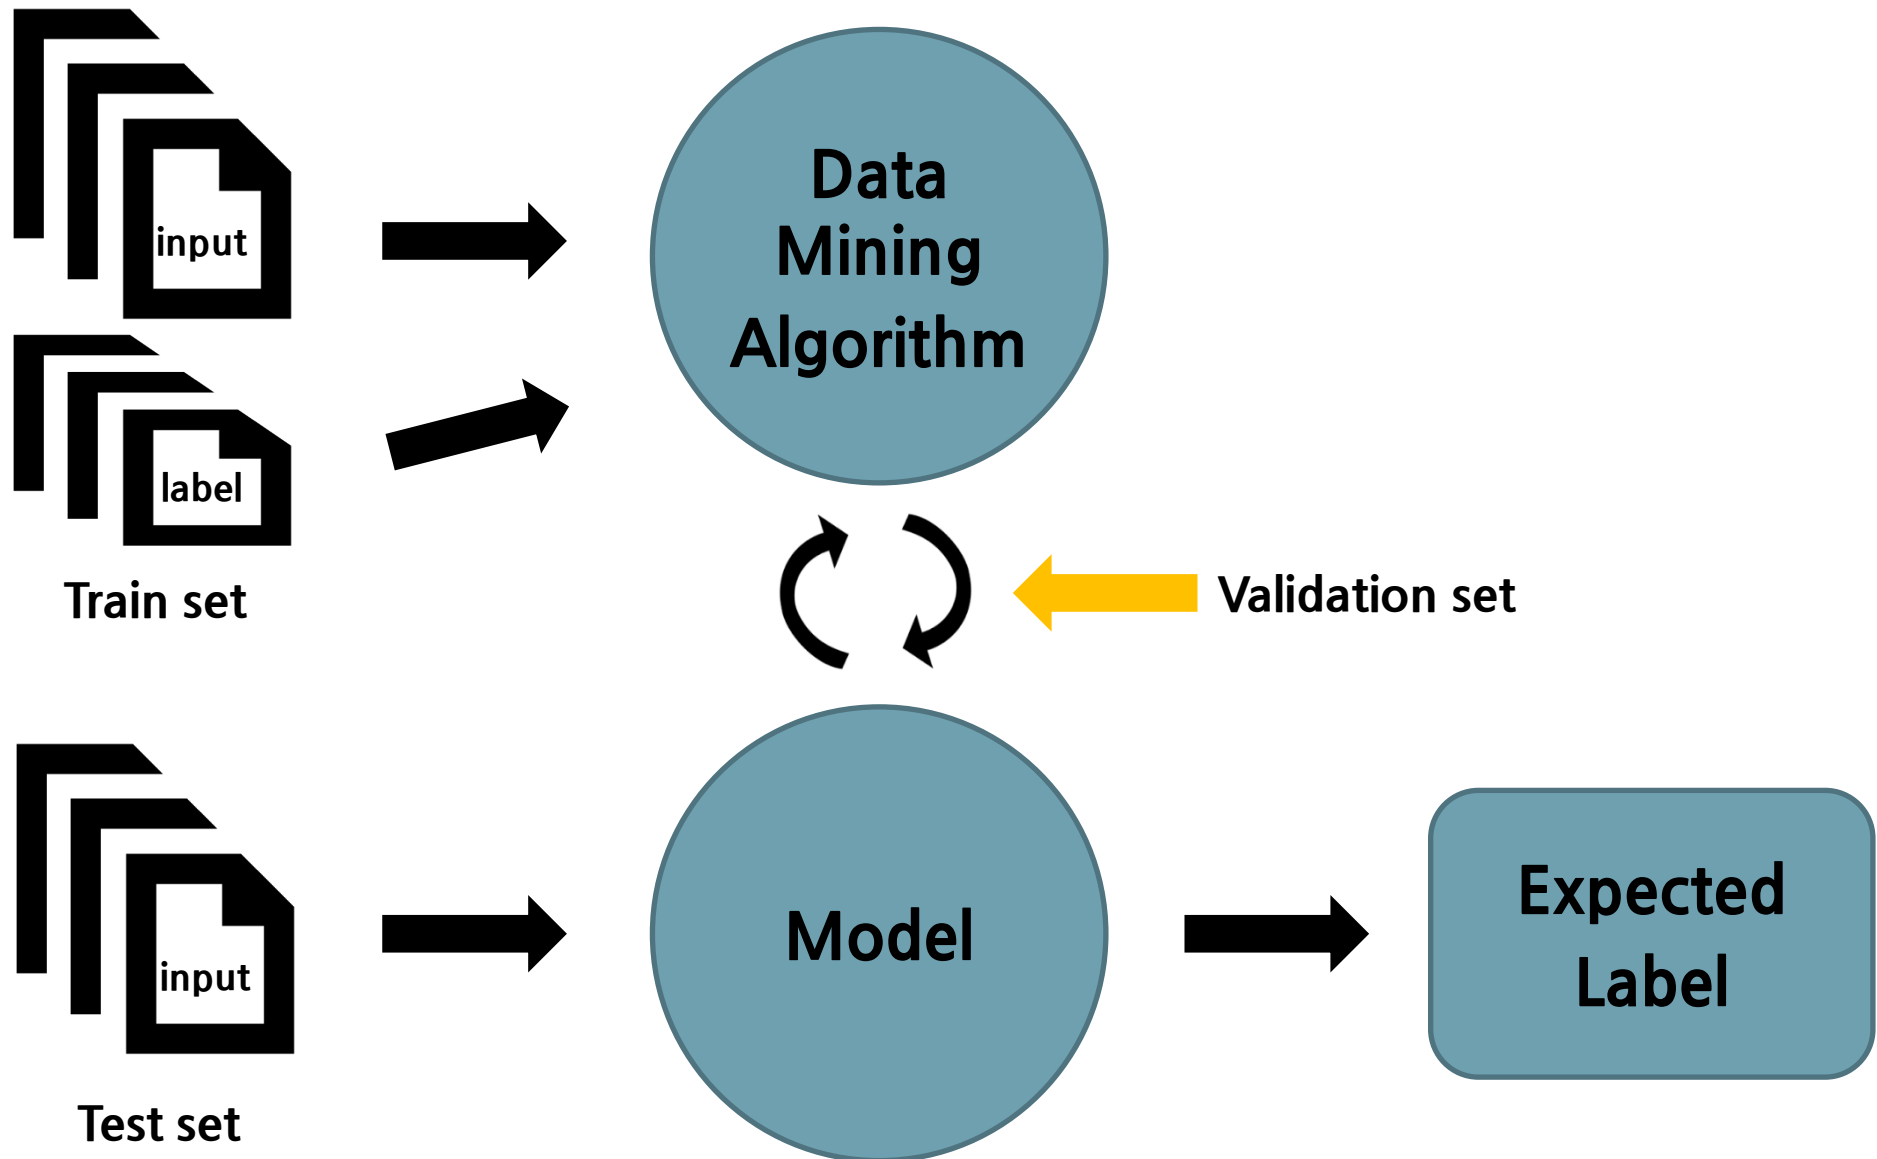 input
label
Train set
Data
Mining
Algorithm
Validation set
input
Test set
Model
Expected
Label